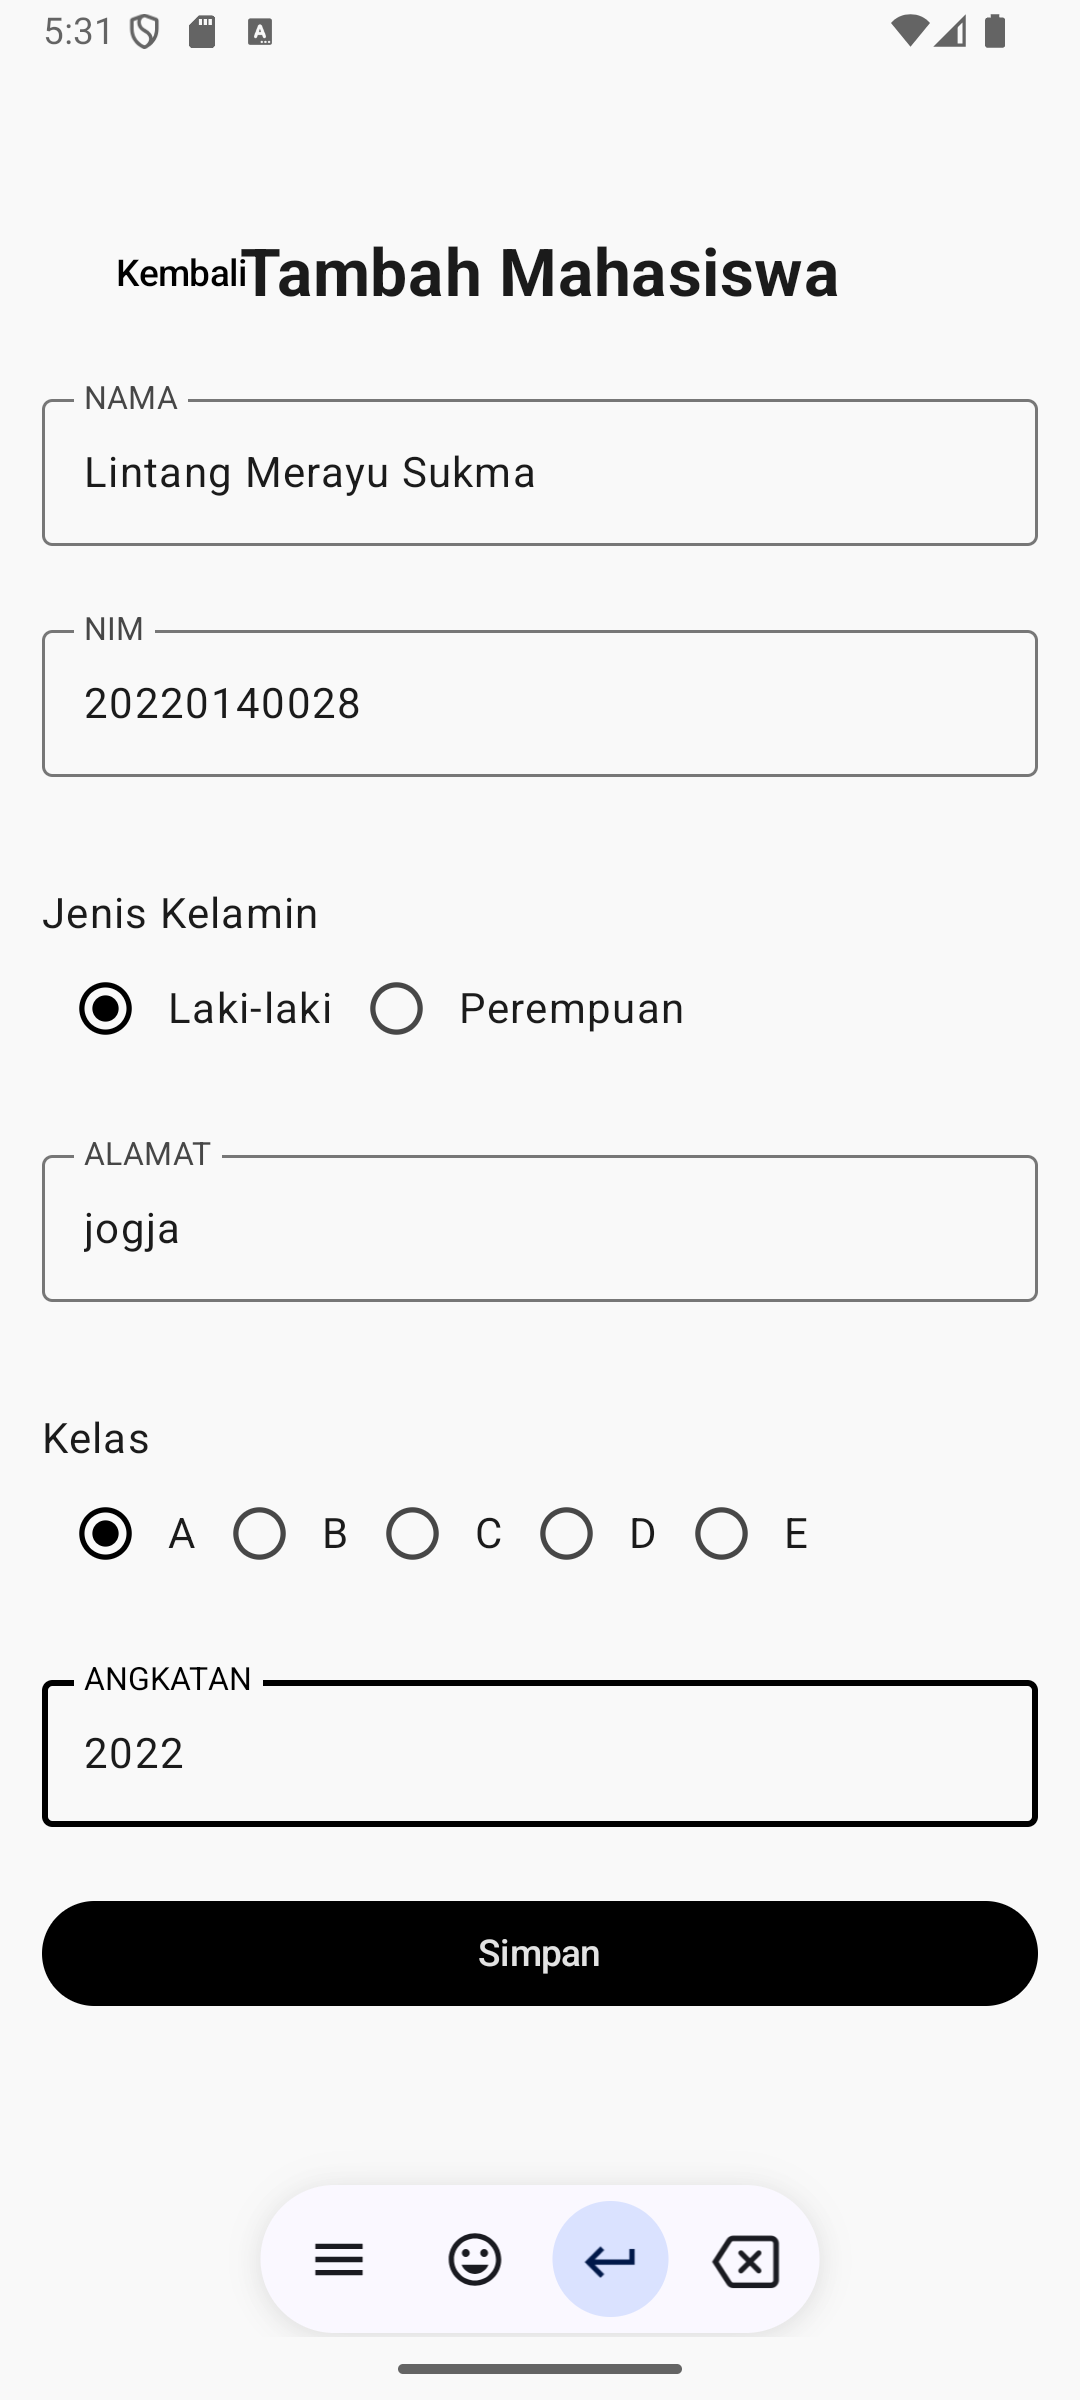 5:31
Kembali Tambah Mahasiswa
NAMA
Lintang Merayu Sukma
NIM
20220140028
Jenis Kelamin
Laki-laki Perempuan
ALAMAT
jogja
Kelas
A B C D E
ANGKATAN
2022
Simpan